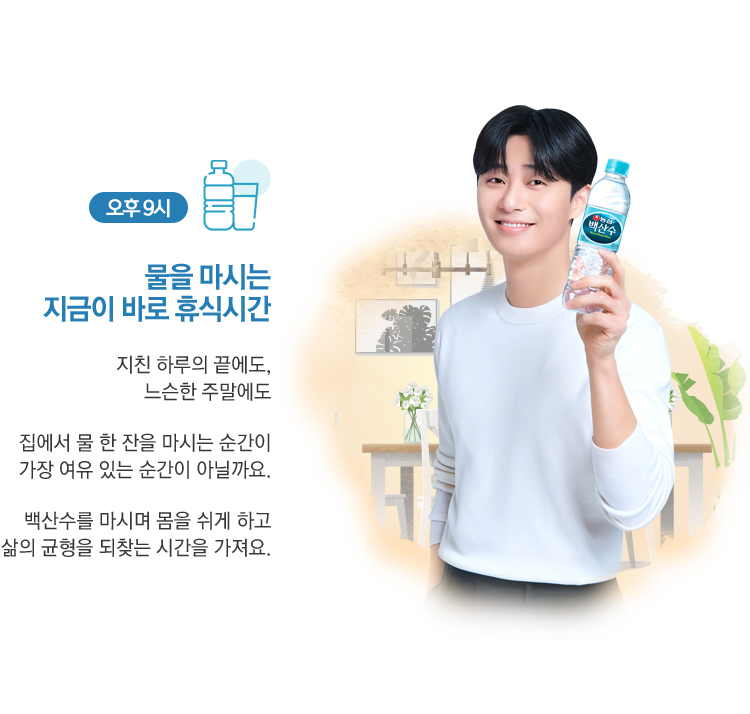 오후 9시
물을 마시는
지금이 바로 휴식시간
지친 하루의 끝에도,
느슨한 주말에도
집에서 물 한 잔을 마시는 순간이
가장 여유 있는 순간이 아닐까요.
백산수를 마시며 몸을 쉬게 하고
삶의 균형을 되찾는 시간을 가져요.
농심
백산수